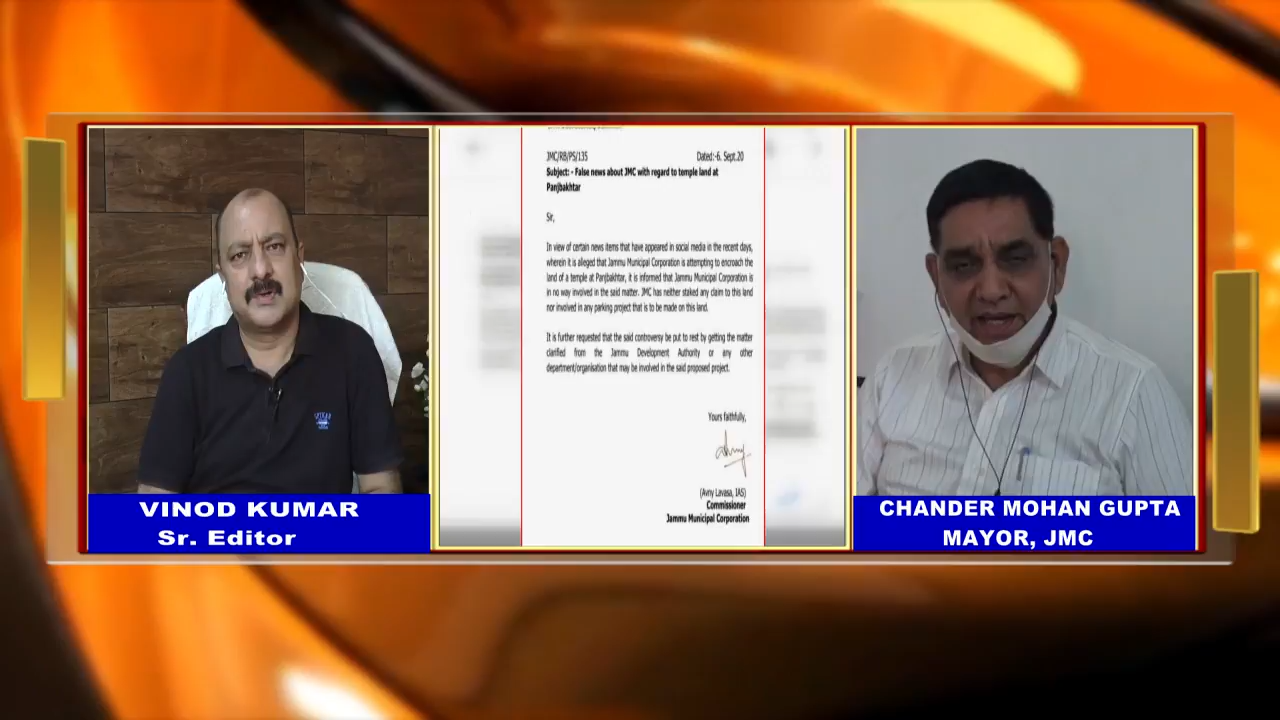 JMC/RB/PS/135 Dated:-6. Sept.20
Subject: - False news about JMC with regard to temple land at
Panjbakhtar
Sir,
In view of certain news items that have appeared in social media in the recent days,
wherein it is alleged that Jammu Municipal Corporation is attempting to encroach the
land of a temple at Panjbakhtar, it is informed that Jammu Municipal Corporation is
in no way involved in the said matter. JMC has neither staked any claim to this land
nor involved in any parking project that is to be made on this land.
It is further requested that the said controversy be put to rest by getting the matter
clarified from the Jammu Development Authority or any other
department/organisation that may be involved in the said proposed project.
Yours faithfully,
(Avny Lavasa, IAS)
Commissioner
Jammu Municipal Corporation
VINOD KUMAR
Sr. Editor
CHANDER MOHAN GUPTA
MAYOR, JMC